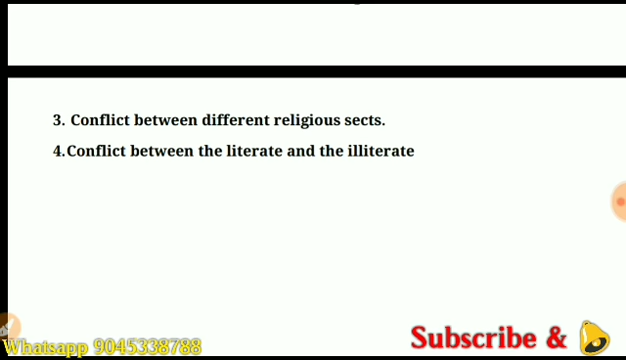 3. Conflict between different religious sects.
4.Conflict between the literate and the illiterate
Whatsapp 9045338788
Subscribe &